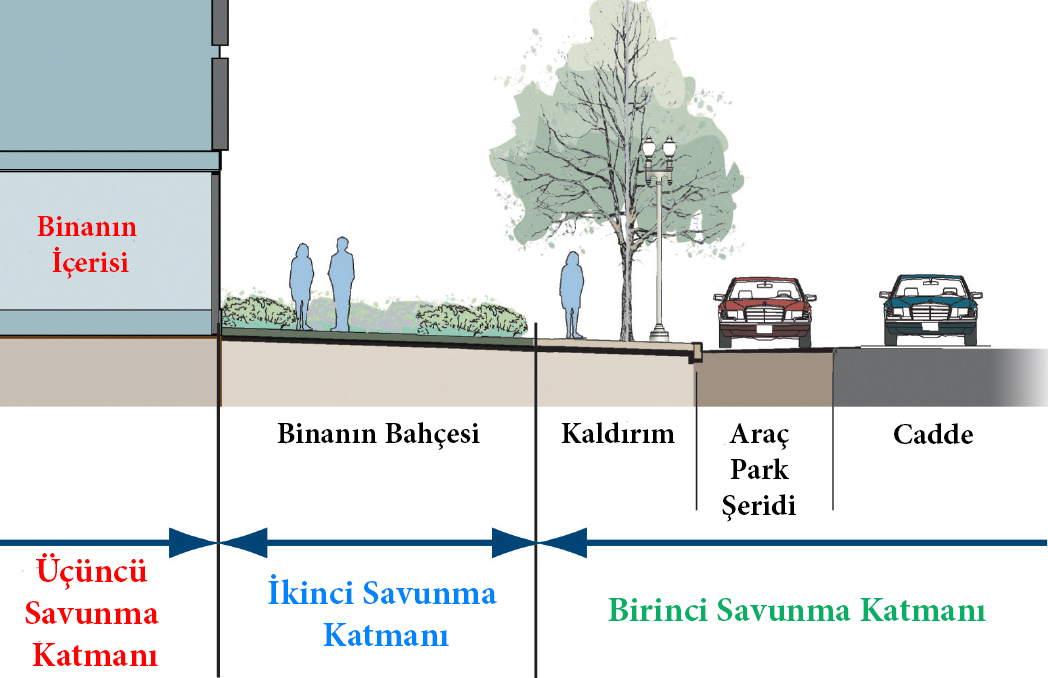 Binanın
İçerisi
Binanın Bahçesi
Kaldırım
Araç
Park
Şeridi
Cadde
Üçüncü
Savunma
Katmanı
İkinci Savunma
Katmanı
Birinci Savunma Katmanı